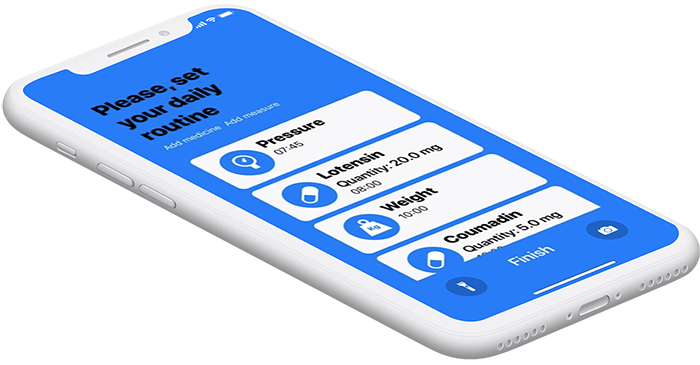 Please, set
your daily
routine
Add medicine Add measure
Pressure
07:45
Lotensin
Quantity: 20.0 mg
08:00
Weight
10:00
Kg
Coumadin
Quantity: 5.0 mg
Finish